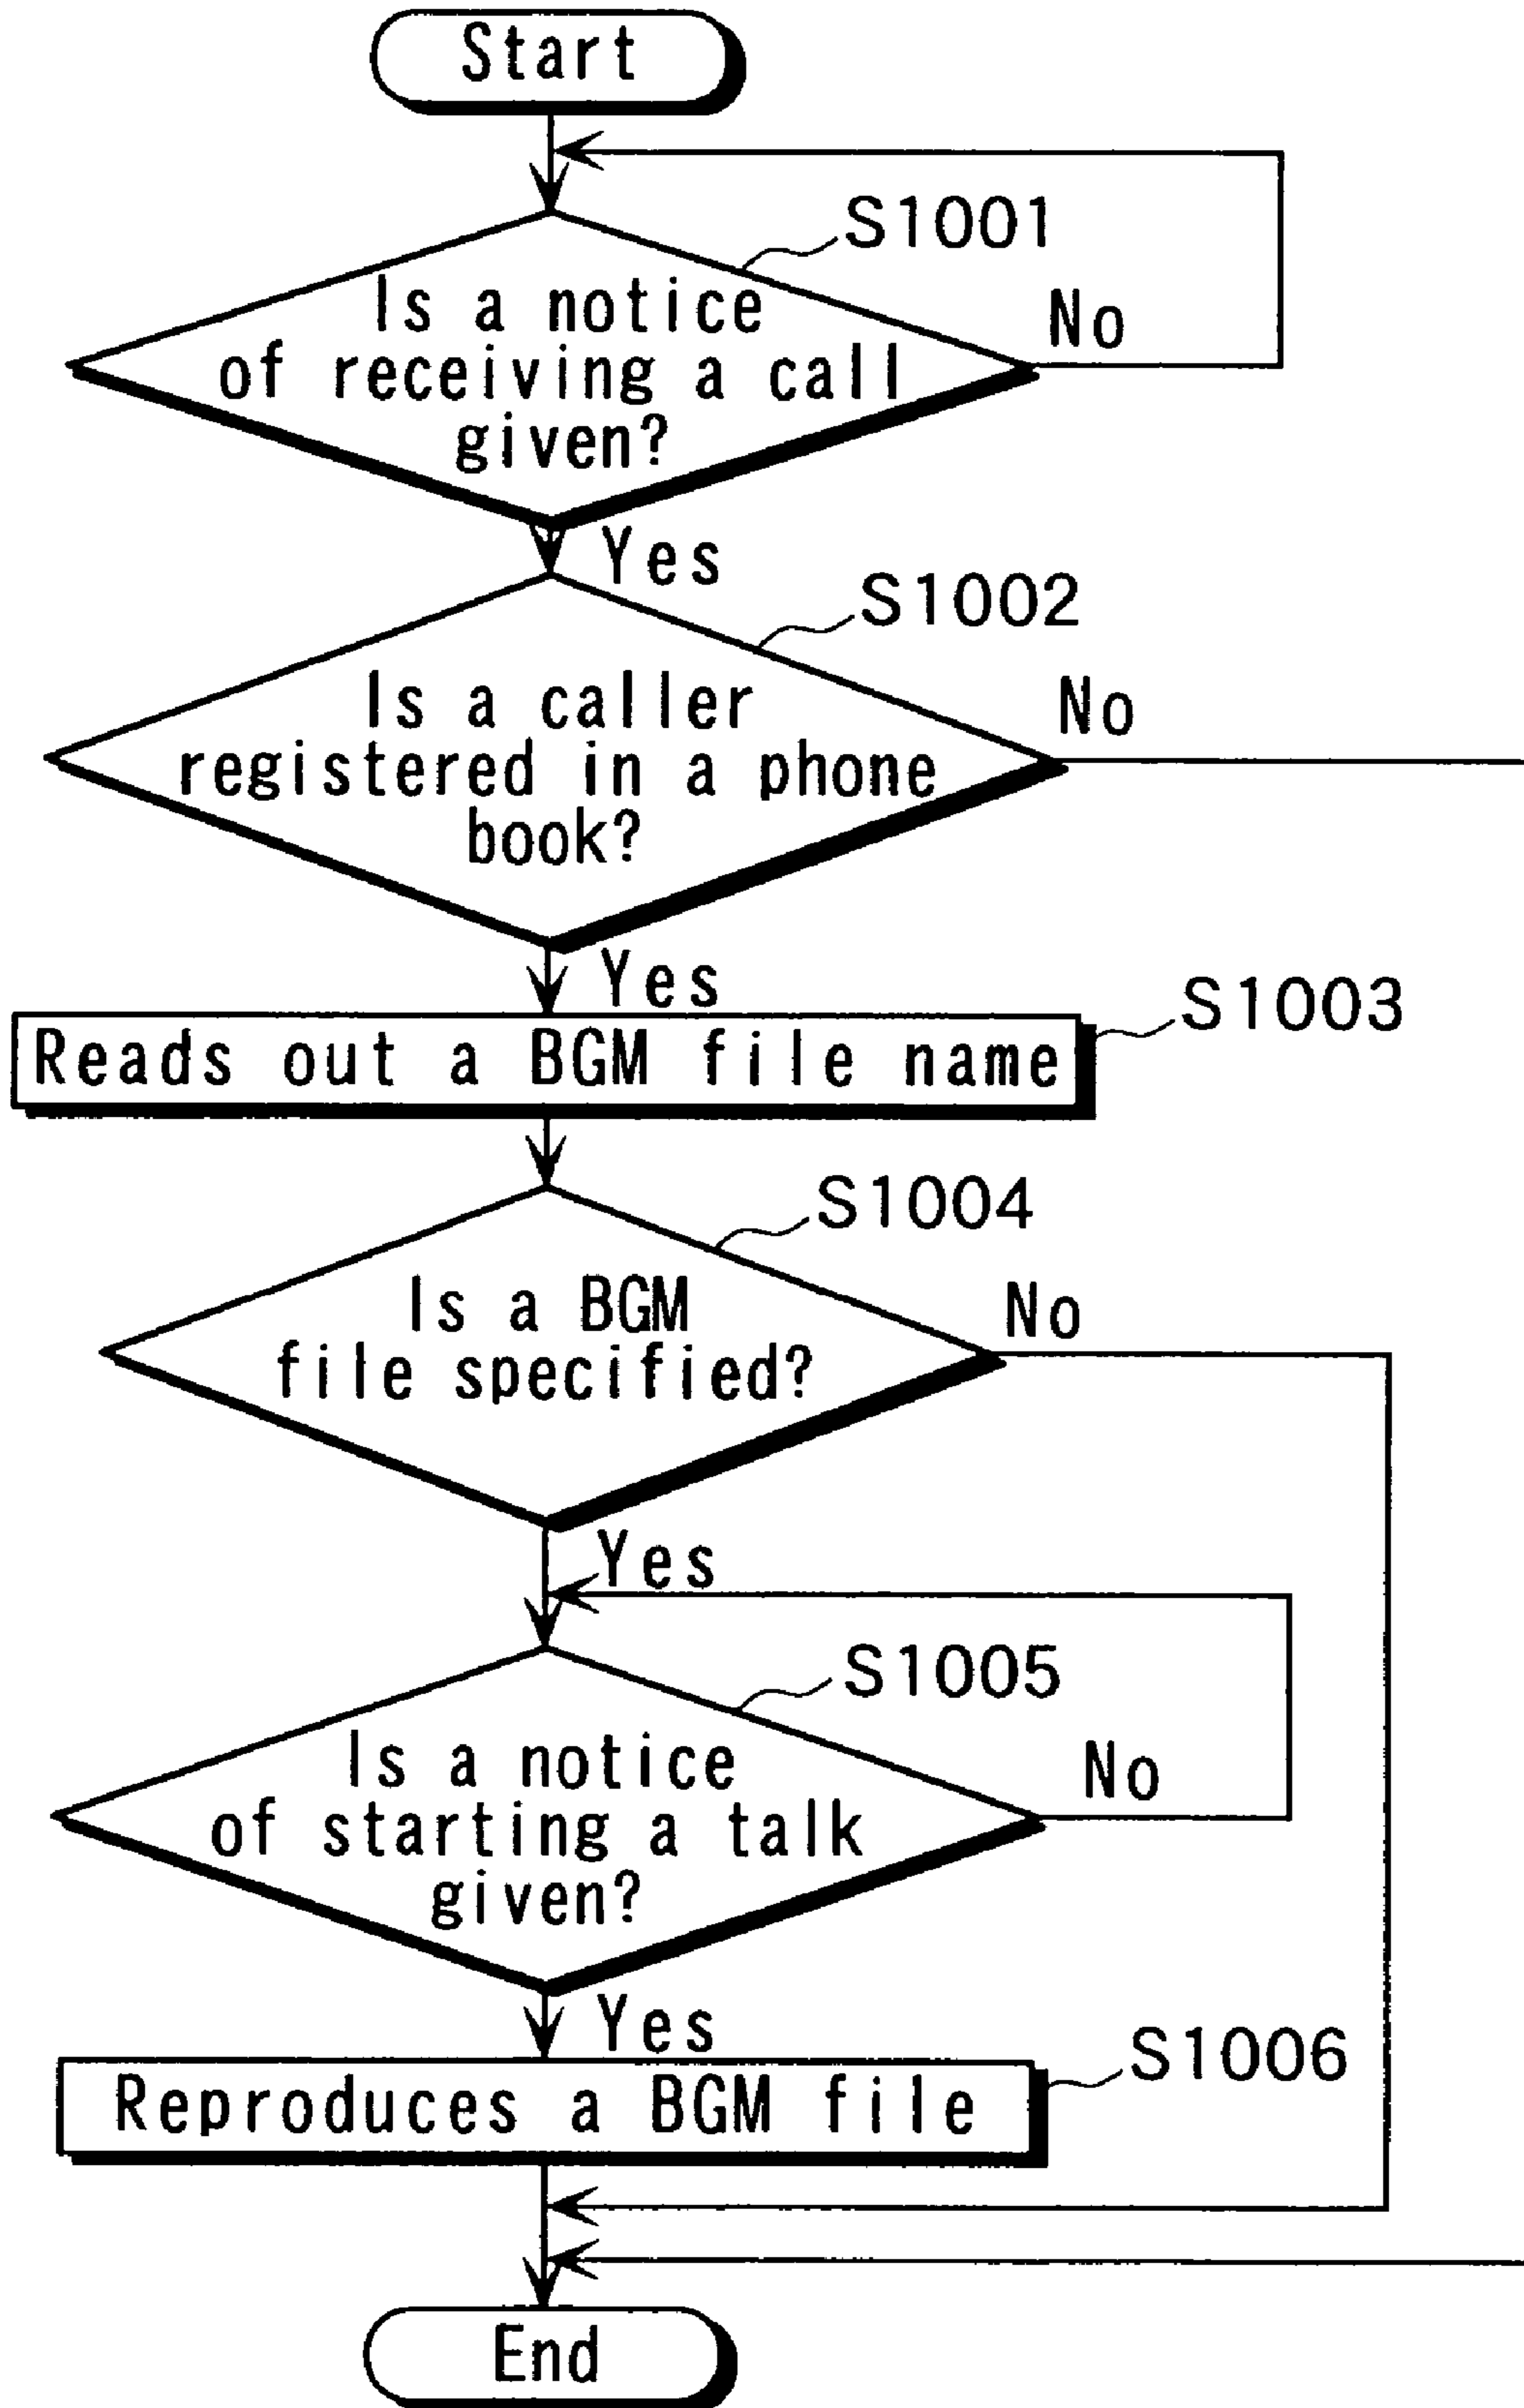 Start
S1001
Is a notice
No
of receiving a call
given?
Yes
S1002
Is a caller
No
registered in a phone
book?
Yes
S1003
Reads out a BGM file name
S1004
Is a BGM
No
file specified?
Yes
S1005
Is a notice
No
of starting a talk
given?
Yes
S1006
Reproduces a BGM file
End